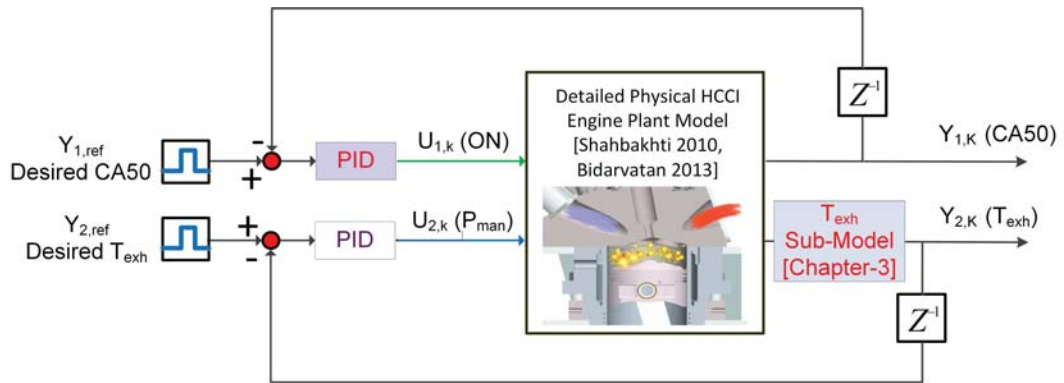 Z⁻¹
Detailed Physical HCCI
Engine Plant Model
[Shahbakhti 2010,
Bidarvatan 2013]
Y1,ref
Desired CA50
-
+
PID
U1,k (ON)
Y1,K (CA50)
Y2,ref
Desired Texh
+
-
PID
U2,k (Pman)
Texh
Sub-Model
[Chapter-3]
Y2,K (Texh)
Z⁻¹